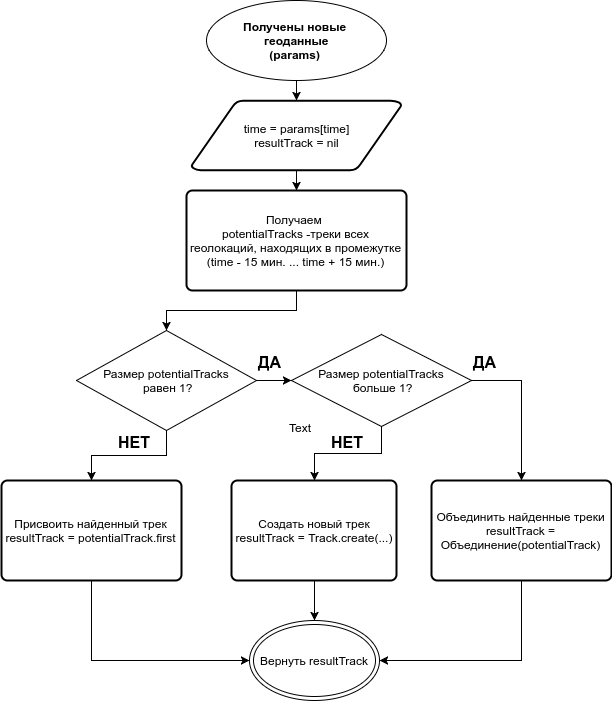 Получены новые
геоданные
(params)
time = params[time]
resultTrack = nil
Получаем
potentialTracks -треки всех
геолокаций, находящих в промежутке
(time - 15 мин. ... time + 15 мин.)
Размер potentialTracks
равен 1?
ДА
Размер potentialTracks
больше 1?
ДА
НЕТ
Text
НЕТ
Присвоить найденный трек
resultTrack = potentialTrack.first
Создать новый трек
resultTrack = Track.create(...)
Объединить найденные треки
resultTrack =
Объединение(potentialTrack)
Вернуть resultTrack